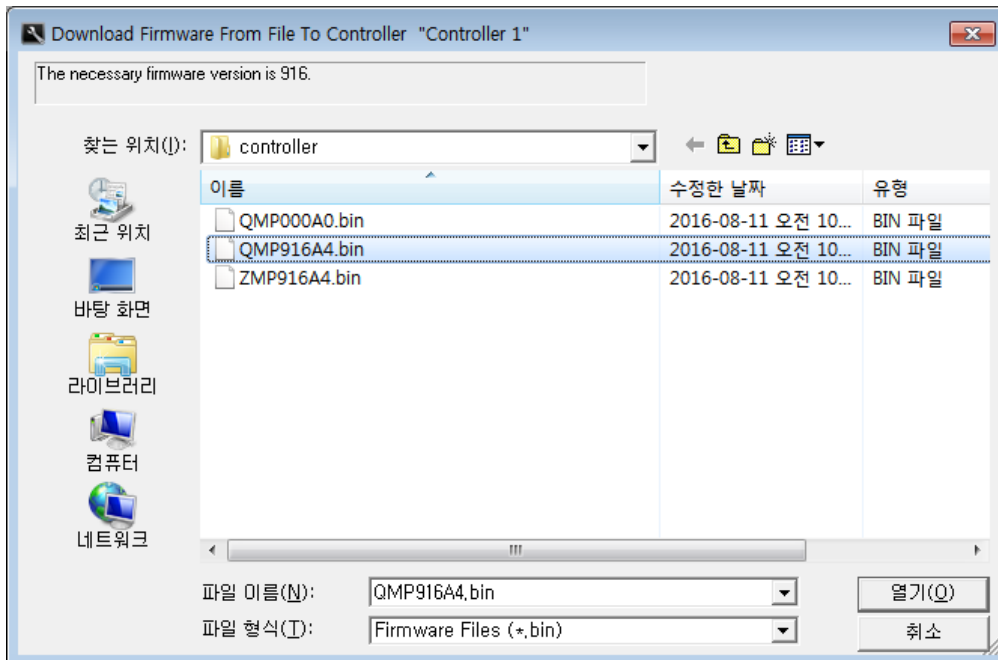 Download Firmware From File To Controller "Controller 1"
The necessary firmware version is 916.
찾는 위치(I): controller
이름 수정한 날짜 유형
QMP000A0.bin 2016-08-11 오전 10... BIN 파일
QMP916A4.bin 2016-08-11 오전 10... BIN 파일
ZMP916A4.bin 2016-08-11 오전 10... BIN 파일
최근 위치
바탕 화면
라이브러리
컴퓨터
네트워크
파일 이름(N): QMP916A4.bin 열기(O)
파일 형식(T): Firmware Files (*.bin) 취소